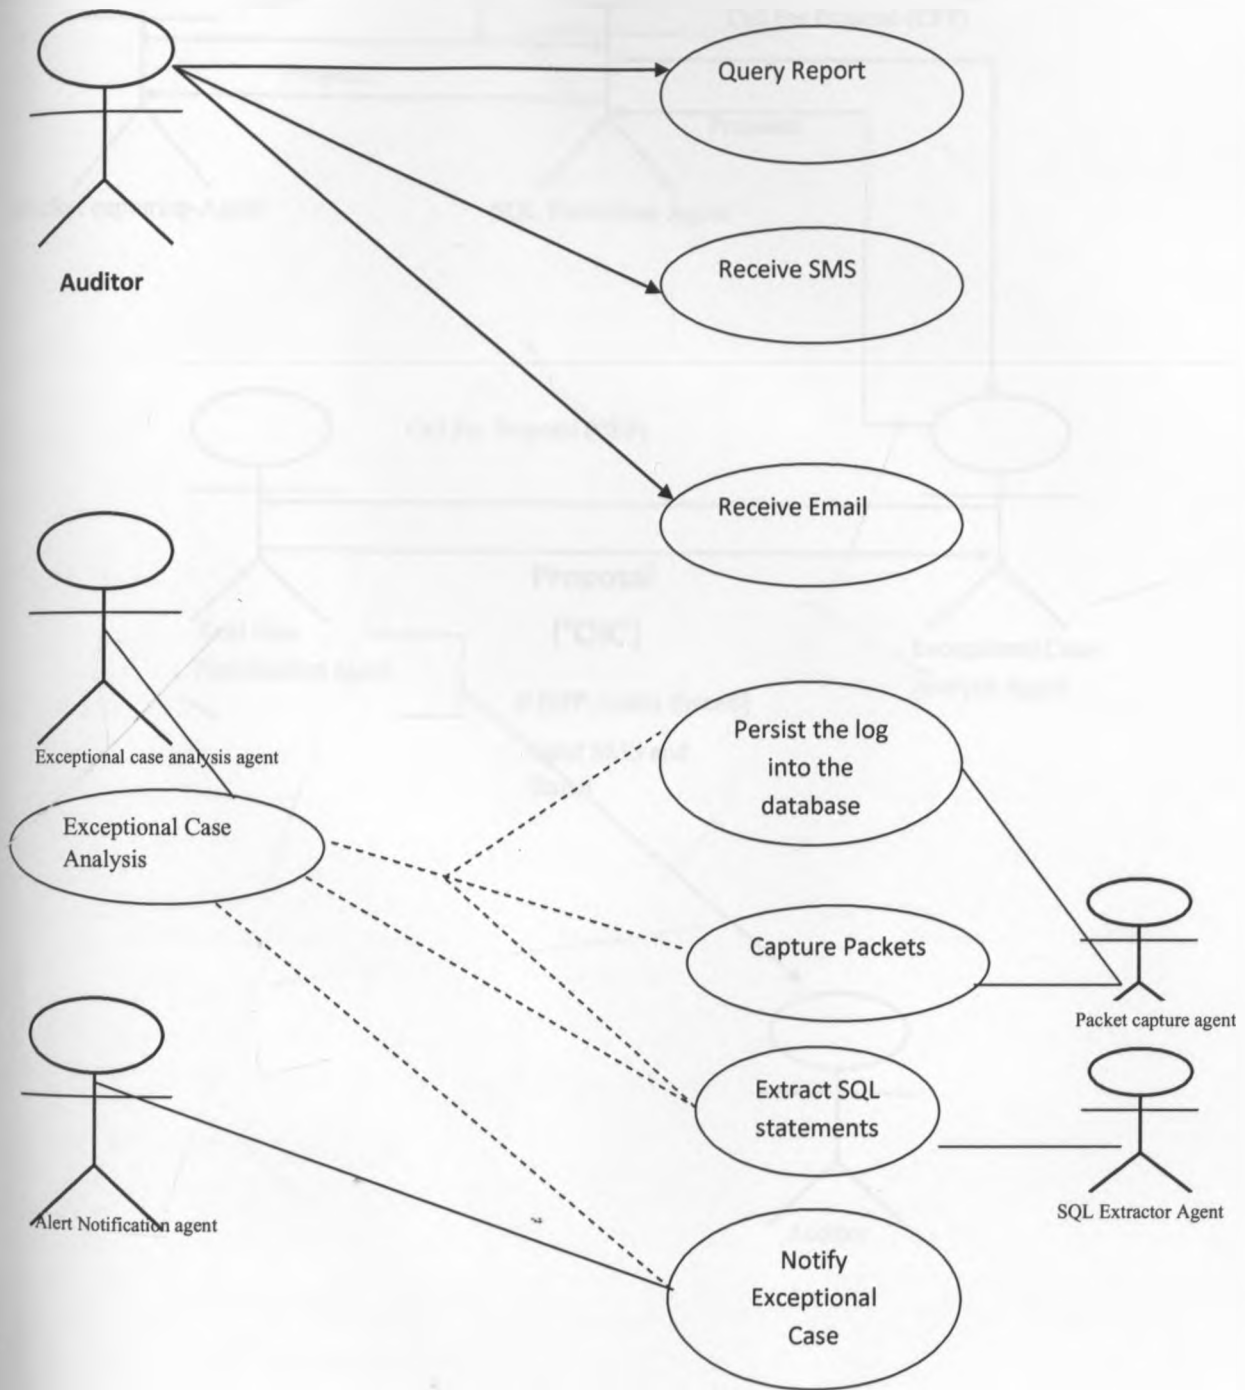 Query Report
Receive SMS
Auditor
Receive Email
Exceptional case analysis agent
Persist the log
into the
database
Exceptional Case
Analysis
Capture Packets
Packet capture agent
Extract SQL
statements
SQL Extractor Agent
Alert Notification agent
Notify
Exceptional
Case